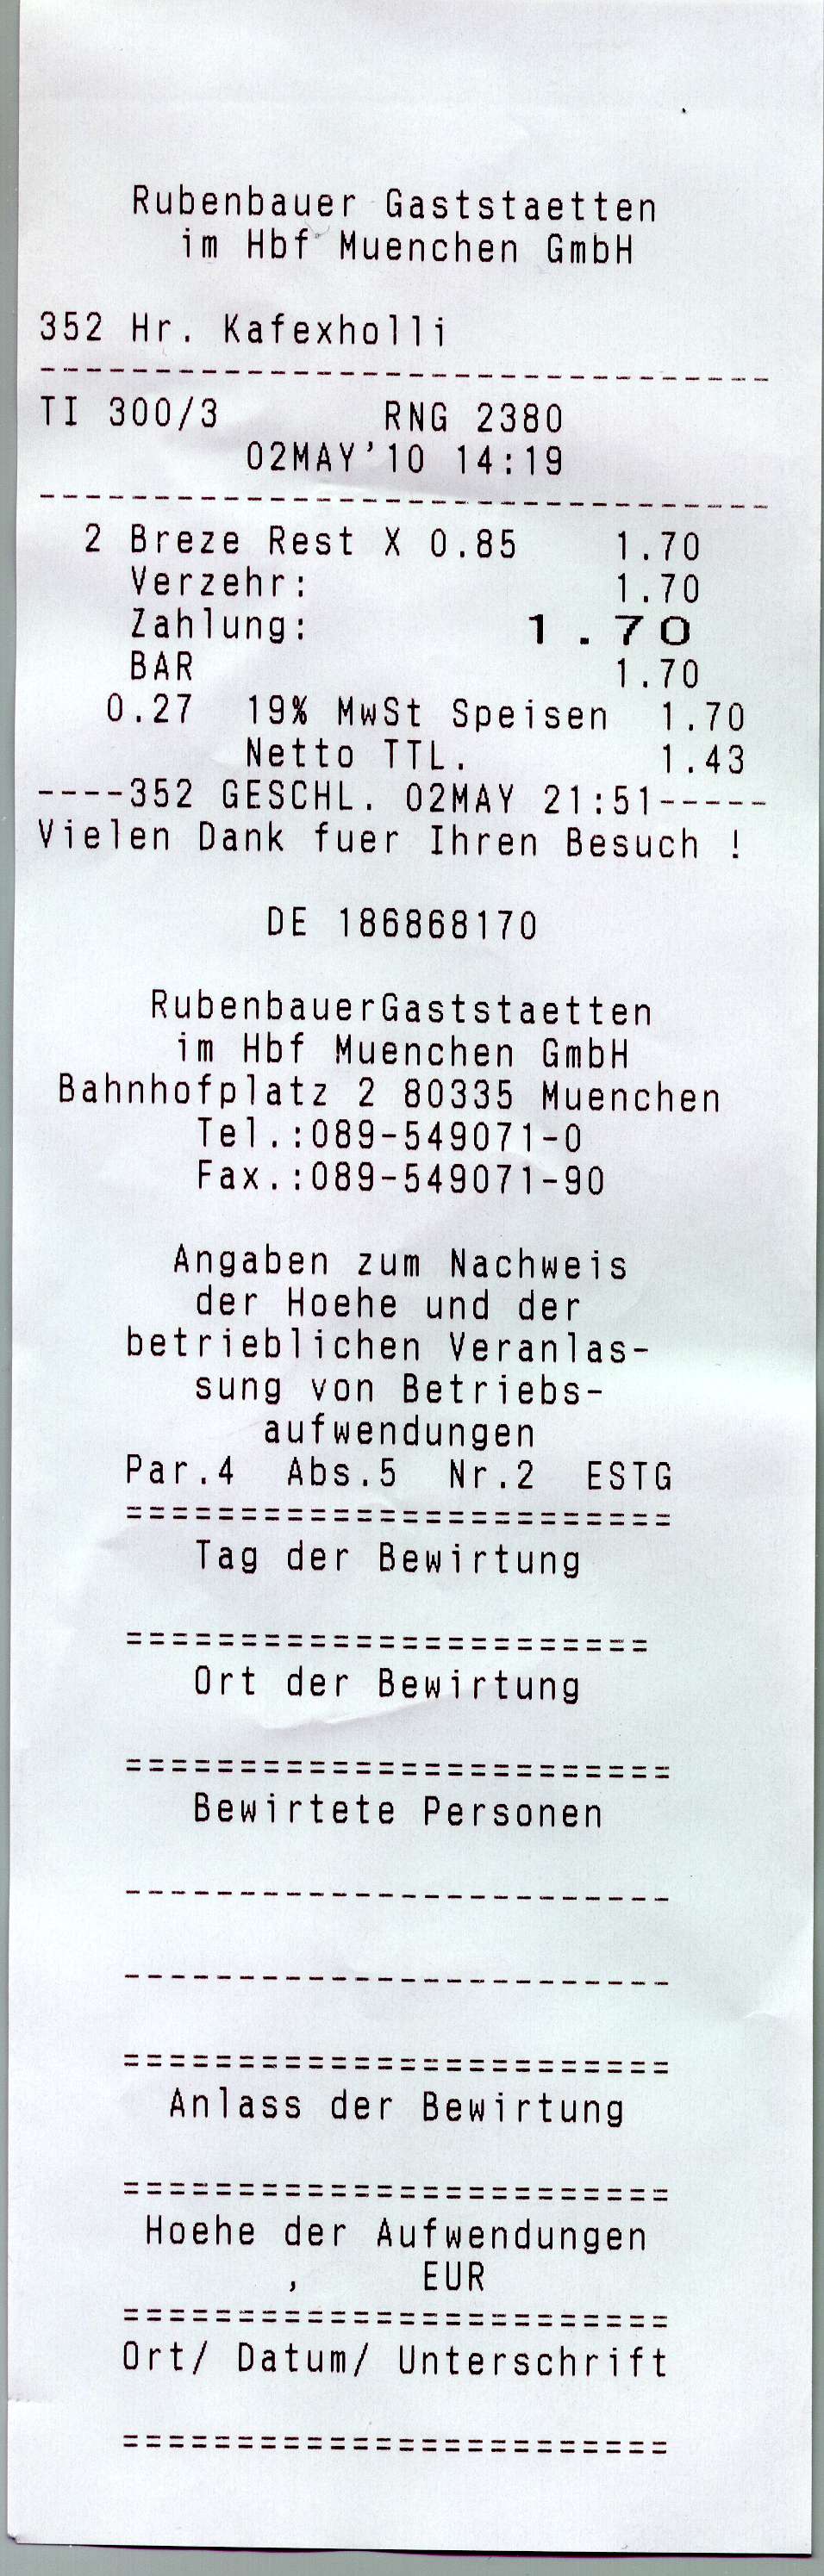 Rubenbauer Gaststaetten
im Hbf Muenchen GmbH
352 Hr. Kafexholli
--------------------------------
TI 300/3 RNG 2380
02MAY'10 14:19
--------------------------------
2 Breze Rest X 0.85 1.70
Verzehr: 1.70
Zahlung: 1.70
BAR 1.70
0.27 19% MwSt Speisen 1.70
Netto TTL. 1.43
----352 GESCHL. 02MAY 21:51-----
Vielen Dank fuer Ihren Besuch !
DE 186868170
RubenbauerGaststaetten
im Hbf Muenchen GmbH
Bahnhofplatz 2 80335 Muenchen
Tel.:089-549071-0
Fax.:089-549071-90
Angaben zum Nachweis
der Hoehe und der
betrieblichen Veranlas-
sung von Betriebs-
aufwendungen
Par.4 Abs.5 Nr.2 ESTG
========================
Tag der Bewirtung
=======================
Ort der Bewirtung
========================
Bewirtete Personen
------------------------
------------------------
========================
Anlass der Bewirtung
========================
Hoehe der Aufwendungen
, EUR
========================
Ort/ Datum/ Unterschrift
========================